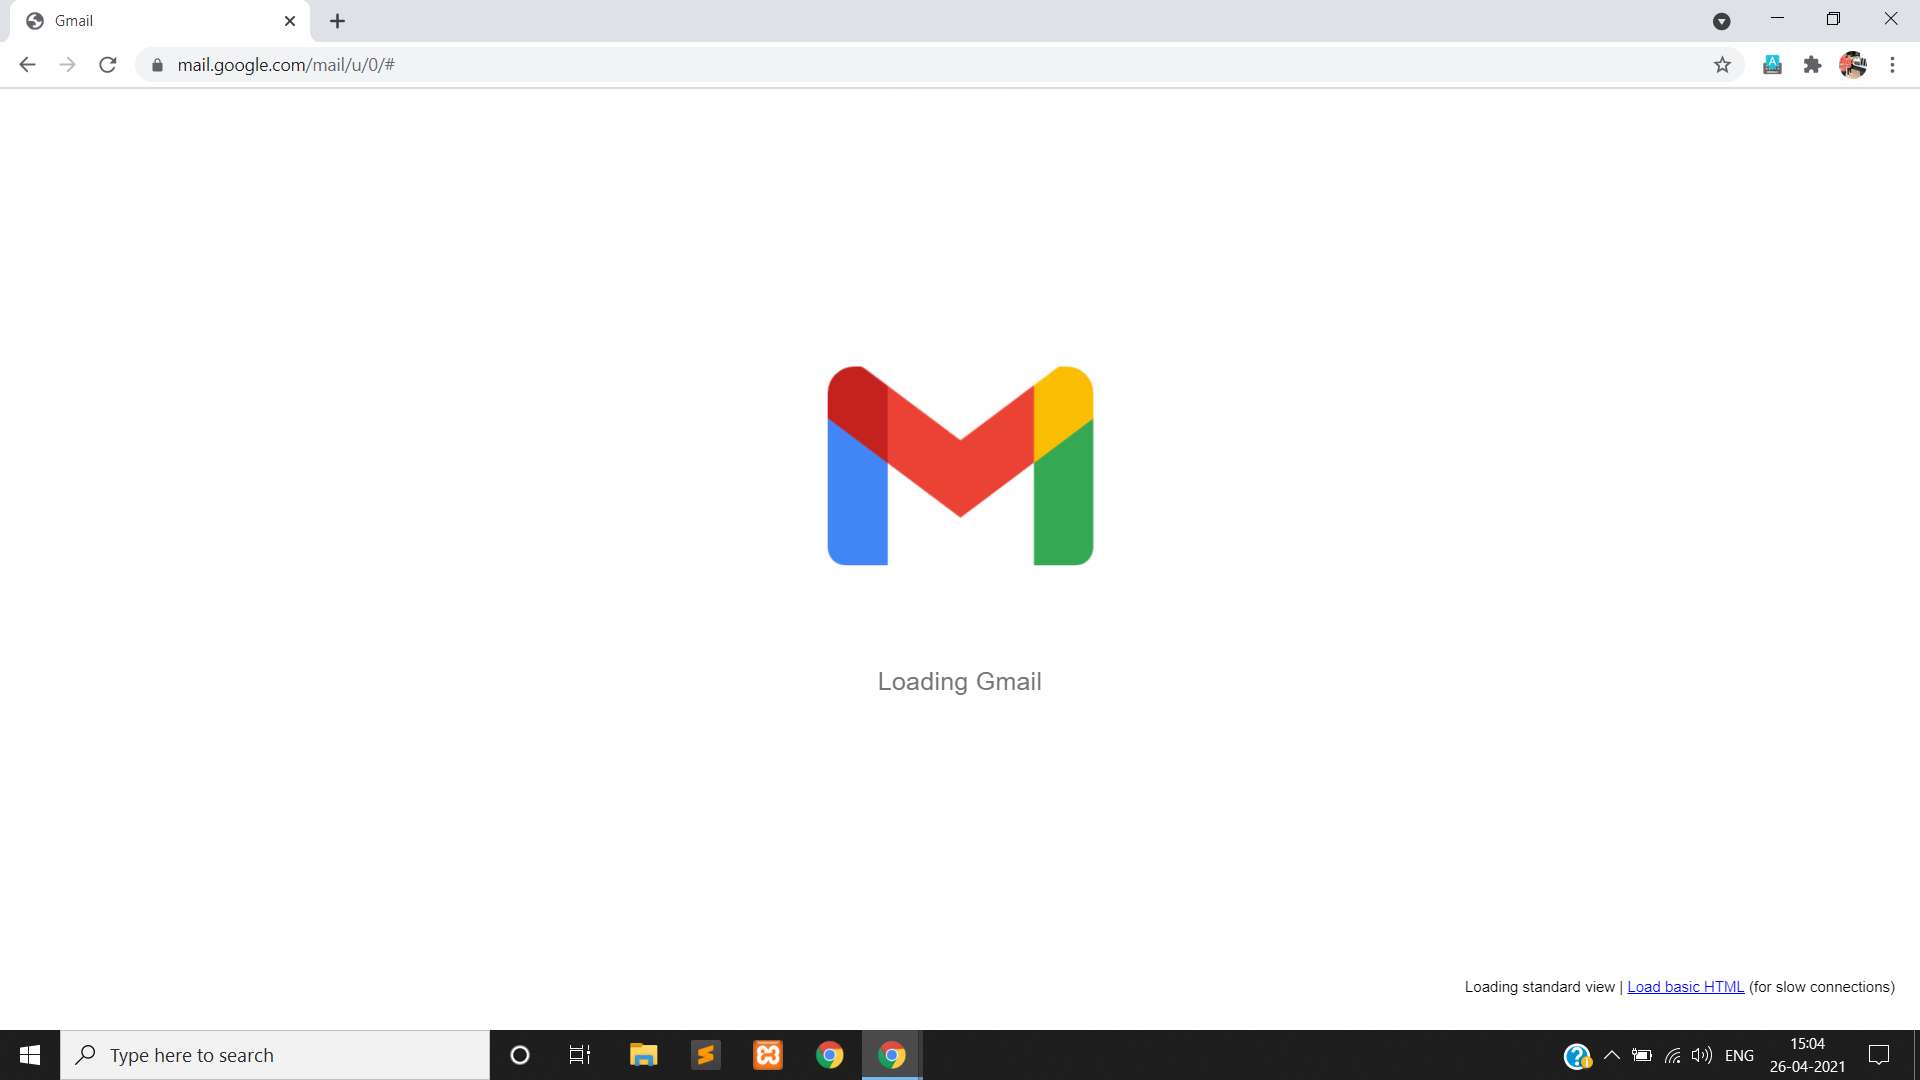 Gmail
mail.google.com/mail/u/0/#
Loading Gmail
Loading standard view | Load basic HTML (for slow connections)
Type here to search
ENG
15:04
26-04-2021